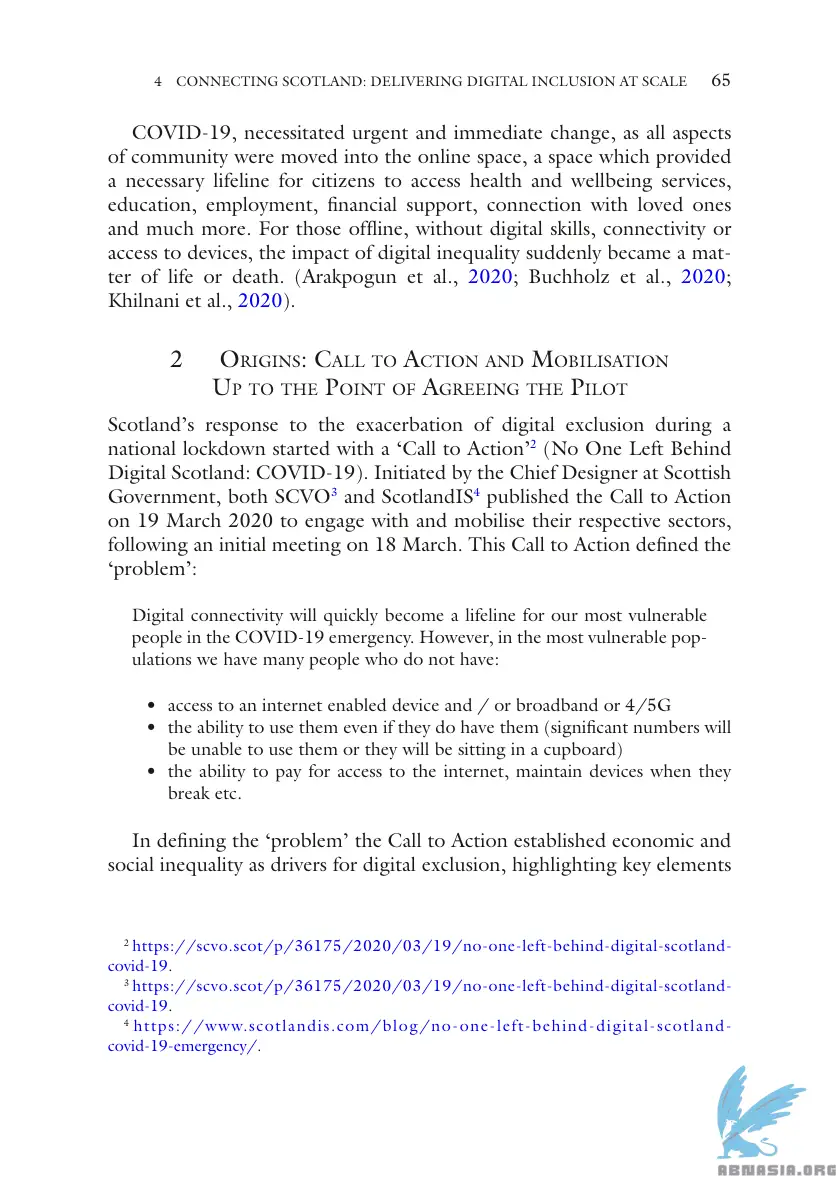 4 CONNECTING SCOTLAND: DELIVERING DIGITAL INCLUSION AT SCALE 65
COVID-19, necessitated urgent and immediate change, as all aspects
of community were moved into the online space, a space which provided
a necessary lifeline for citizens to access health and wellbeing services,
education, employment, financial support, connection with loved ones
and much more. For those offline, without digital skills, connectivity or
access to devices, the impact of digital inequality suddenly became a mat-
ter of life or death. (Arakpogun et al., 2020; Buchholz et al., 2020;
Khilnani et al., 2020).
2 Origins: Call to Action and Mobilisation
Up to the Point of Agreeing the Pilot
Scotland’s response to the exacerbation of digital exclusion during a
national lockdown started with a ‘Call to Action’2 (No One Left Behind
Digital Scotland: COVID-19). Initiated by the Chief Designer at Scottish
Government, both SCVO3 and ScotlandIS4 published the Call to Action
on 19 March 2020 to engage with and mobilise their respective sectors,
following an initial meeting on 18 March. This Call to Action defined the
‘problem’:
Digital connectivity will quickly become a lifeline for our most vulnerable
people in the COVID-19 emergency. However, in the most vulnerable pop-
ulations we have many people who do not have:
• access to an internet enabled device and / or broadband or 4/5G
• the ability to use them even if they do have them (significant numbers will
be unable to use them or they will be sitting in a cupboard)
• the ability to pay for access to the internet, maintain devices when they
break etc.
In defining the ‘problem’ the Call to Action established economic and
social inequality as drivers for digital exclusion, highlighting key elements
2 https://scvo.scot/p/36175/2020/03/19/no-one-left-behind-digital-scotland-
covid-19.
3 https://scvo.scot/p/36175/2020/03/19/no-one-left-behind-digital-scotland-
covid-19.
4 https://www.scotlandis.com/blog/no-one-left-behind-digital-scotland-
covid-19-emergency/.
ABNASIA.ORG